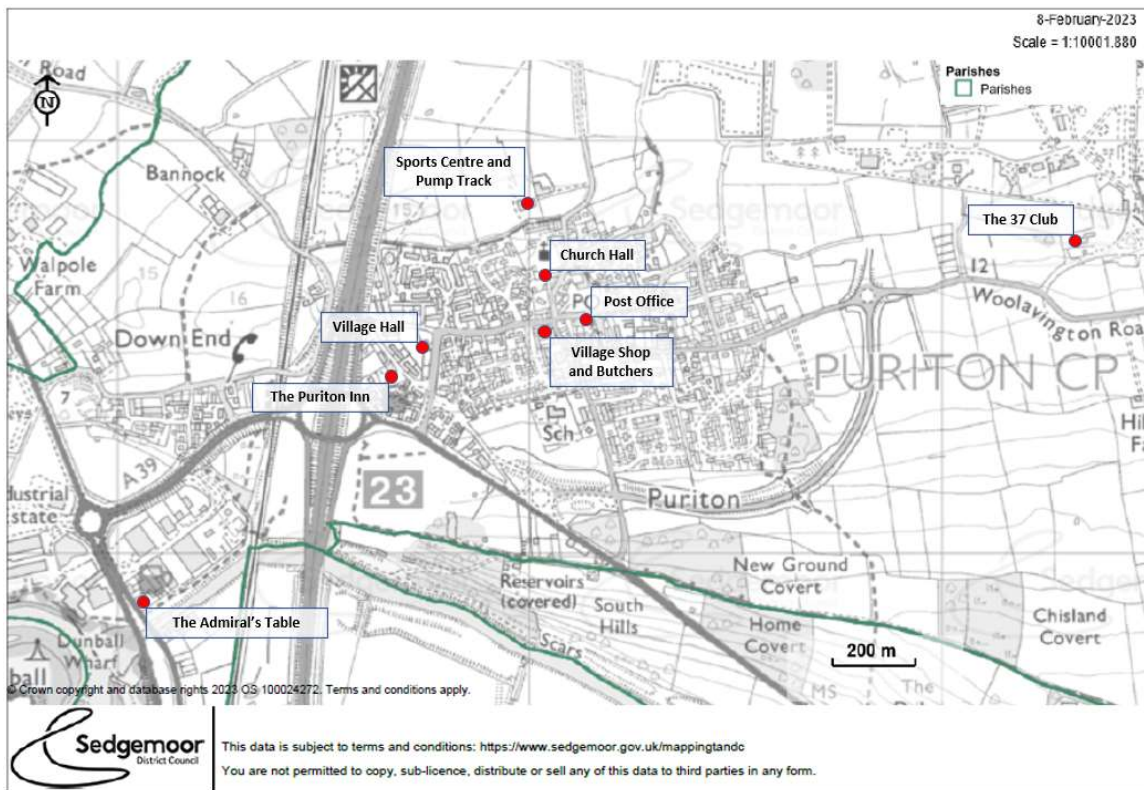 8-February-2023
Scale = 1:10001.880
Parishes
Parishes
Road
N
Bannock
Sports Centre and
Pump Track
15
Sedgemoor
The 37 Club
Walpole
Farm
15
16
Church Hall
12
PO
Post Office
Woolavington Road
Down End
Village Hall
Village Shop
and Butchers
PURITON CP
7
The Puriton Inn
Sch
A 39
23
Puriton
New Ground
Covert
Reservoirs
(covered)
South
Hills
Home
Covert
Chisland
Covert
The Admiral's Table
Scars
Dunball
Wharf
200 m
MS
The
© Crown copyright and database rights 2023 OS 100024272. Terms and conditions apply.
Sedgemoor
District Council
This data is subject to terms and conditions: https://www.sedgemoor.gov.uk/mappingtandc
You are not permitted to copy, sub-licence, distribute or sell any of this data to third parties in any form.